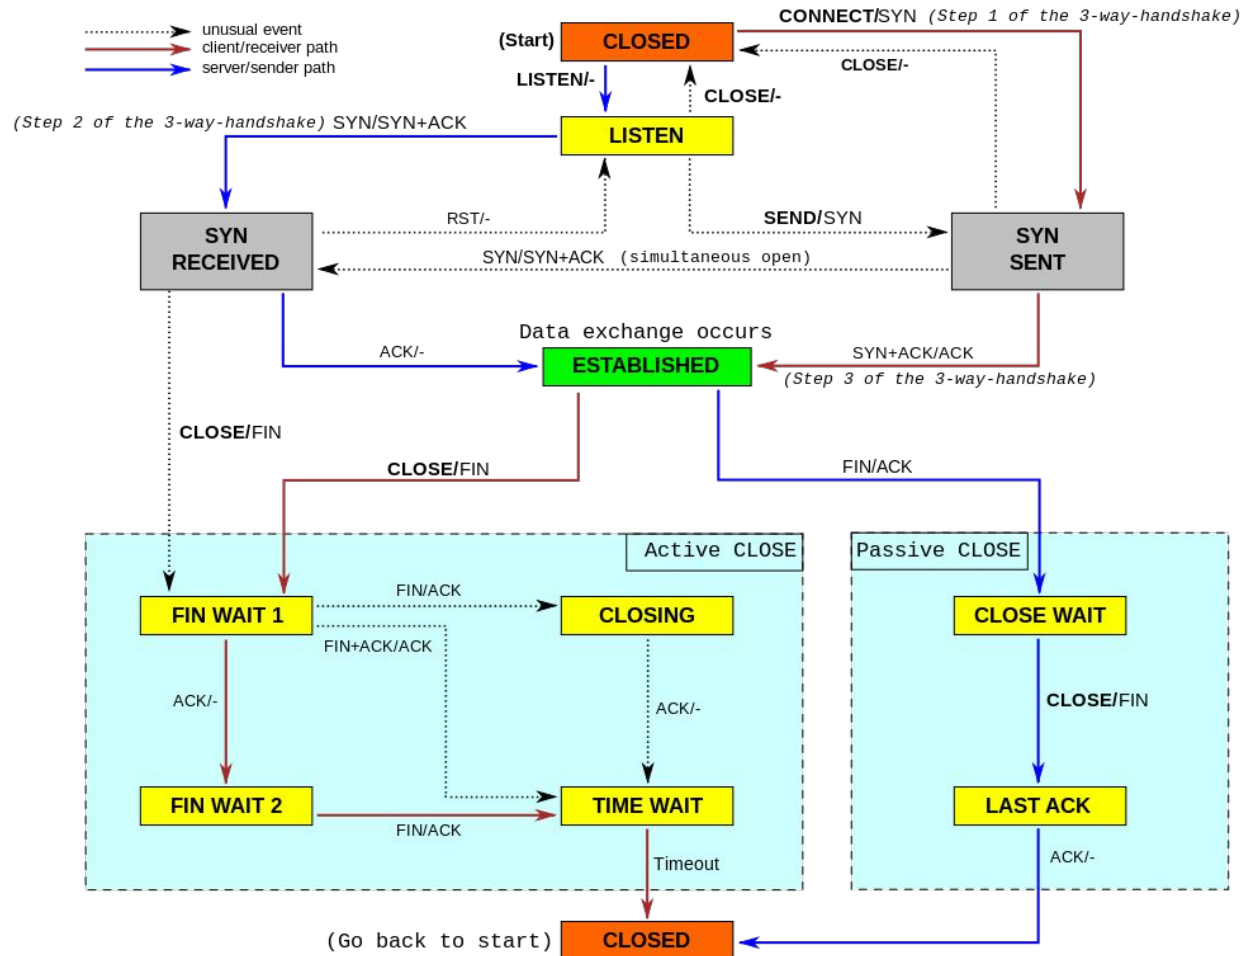 unusual event
client/receiver path
server/sender path
CONNECT/SYN (Step 1 of the 3-way-handshake)
(Start)
CLOSED
CLOSE/-
LISTEN/-
CLOSE/-
(Step 2 of the 3-way-handshake) SYN/SYN+ACK
LISTEN
RST/-
SEND/SYN
SYN
RECEIVED
SYN
SENT
SYN/SYN+ACK (simultaneous open)
Data exchange occurs
ACK/-
ESTABLISHED
SYN+ACK/ACK
(Step 3 of the 3-way-handshake)
CLOSE/FIN
CLOSE/FIN
FIN/ACK
Active CLOSE
Passive CLOSE
FIN WAIT 1
FIN/ACK
CLOSING
CLOSE WAIT
FIN+ACK/ACK
ACK/-
ACK/-
CLOSE/FIN
FIN WAIT 2
FIN/ACK
TIME WAIT
LAST ACK
Timeout
ACK/-
(Go back to start)
CLOSED